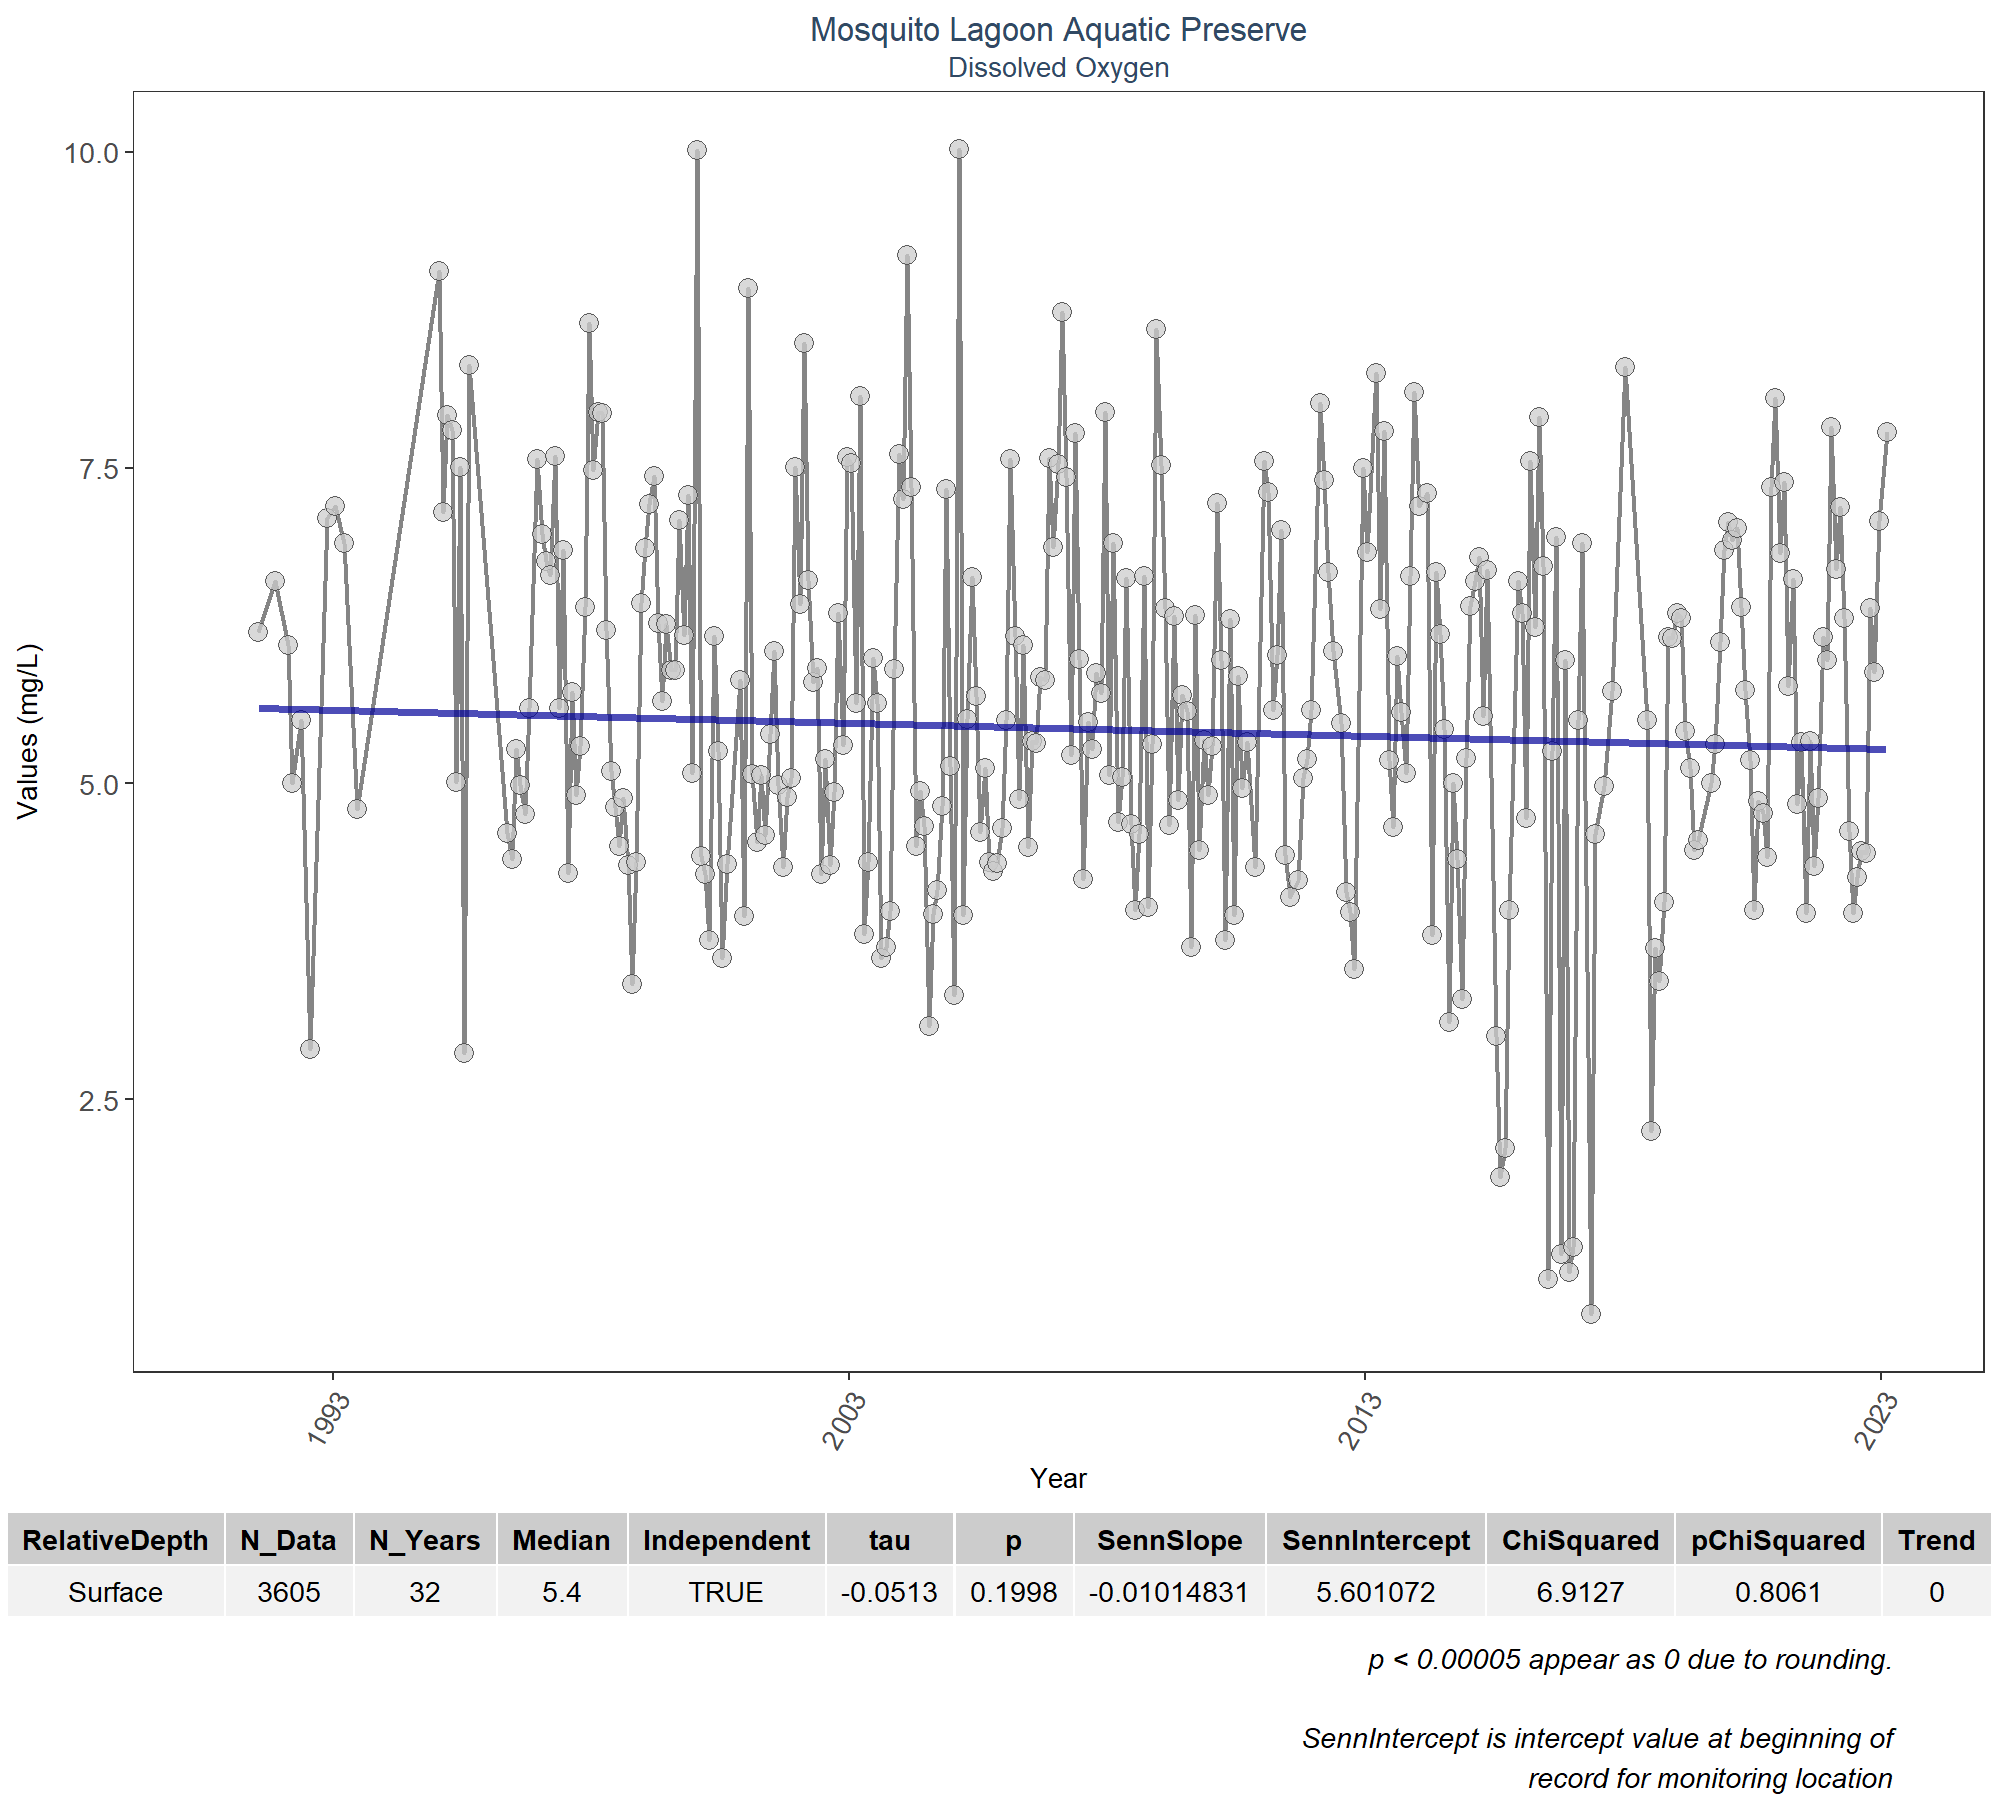 Mosquito Lagoon Aquatic Preserve
Dissolved Oxygen
10.0
7.5
5.0
2.5
Values (mg/L)
1993
2003
2013
2023
Year
RelativeDepth N_Data N_Years Median Independent tau p SennSlope SennIntercept ChiSquared pChiSquared Trend
Surface 3605 32 5.4 TRUE -0.0513 0.1998 -0.01014831 5.601072 6.9127 0.8061 0
p < 0.00005 appear as 0 due to rounding.
SennIntercept is intercept value at beginning of
record for monitoring location